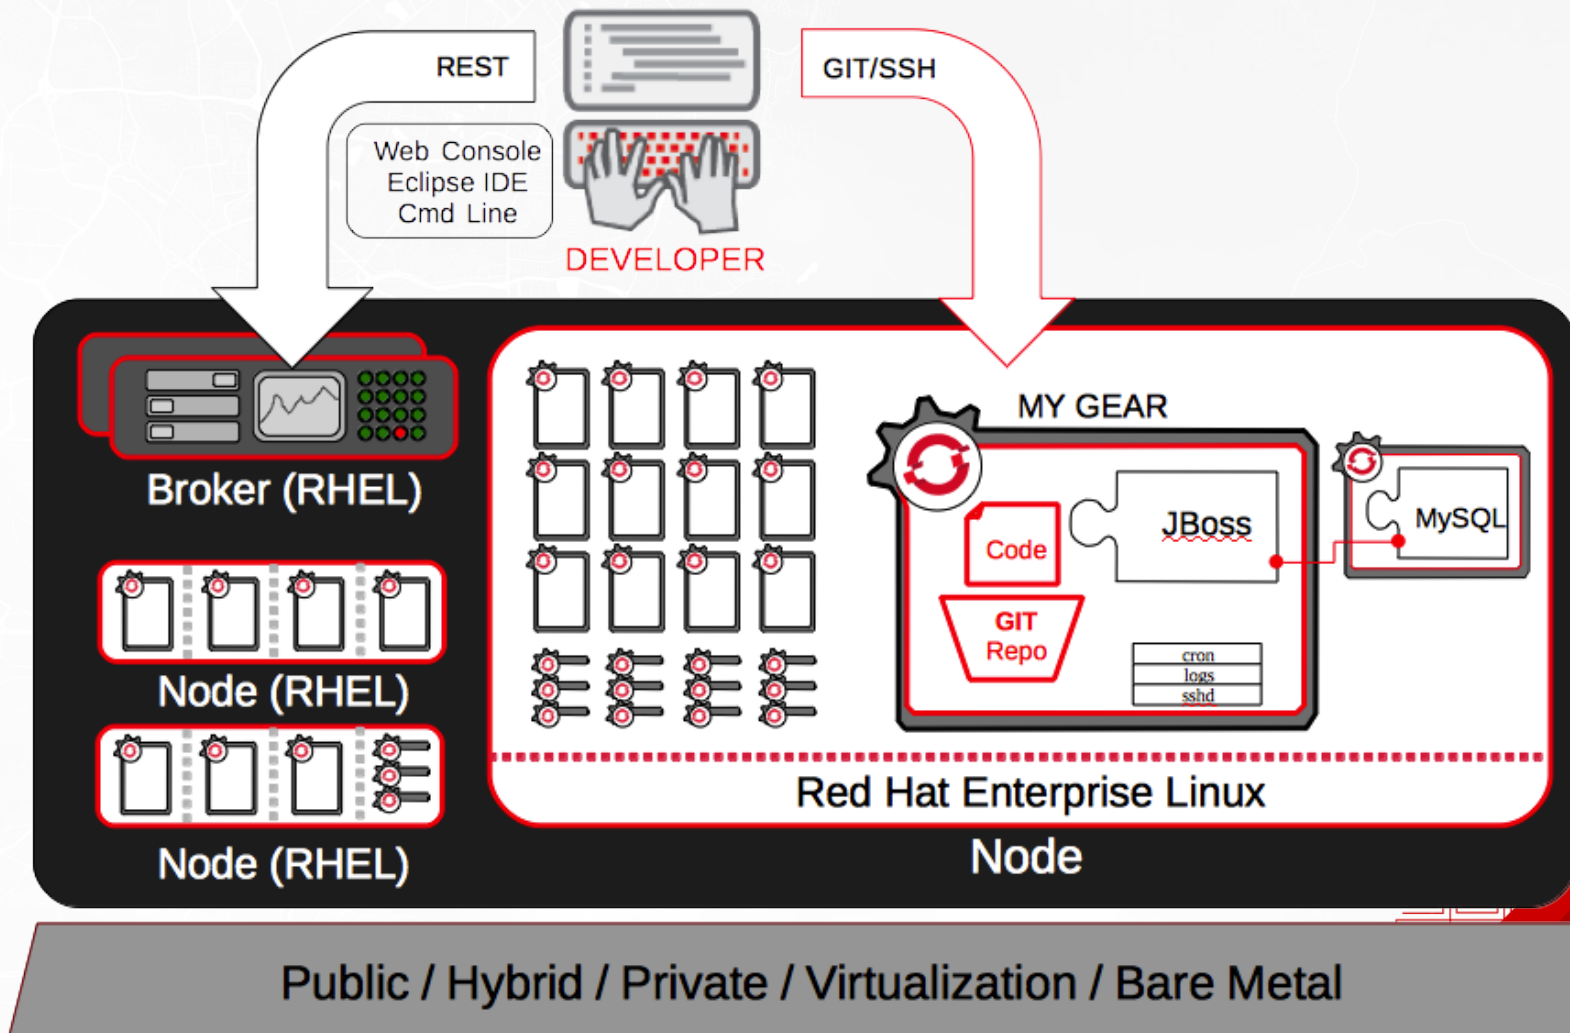 REST
GIT/SSH
Web Console
Eclipse IDE
Cmd Line
DEVELOPER
MY GEAR
Broker (RHEL)
JBoss
MySQL
Code
GIT
Repo
cron
logs
sshd
Node (RHEL)
Red Hat Enterprise Linux
Node (RHEL)
Node
Public / Hybrid / Private / Virtualization / Bare Metal